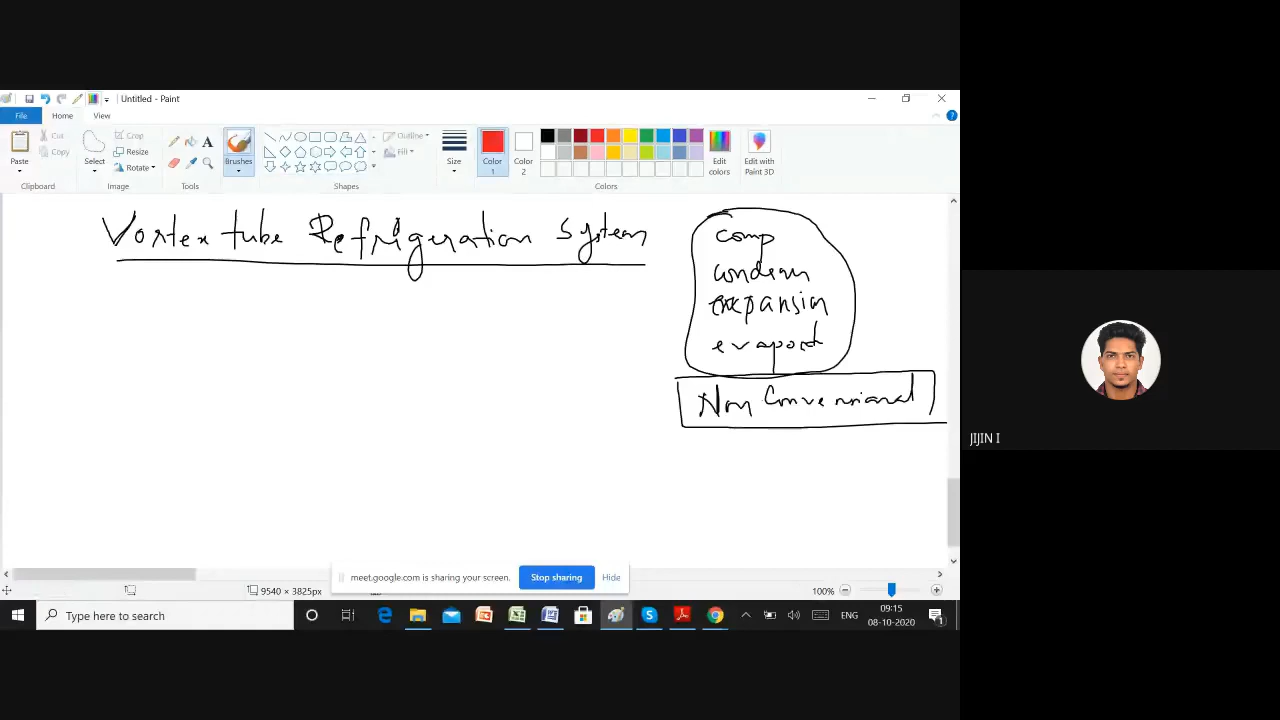 Untitled - Paint
File Home View
Cut
Copy
Paste
Clipboard
Select
Crop
Resize
Rotate
Image
Tools
Brushes
Shapes
Outline
Fill
Size
Color 1
Color 2
Colors
Edit colors
Edit with Paint 3D
Vortex tube Refrigeration System
comp
expansion
Non
meet.google.com is sharing your screen. Stop sharing Hide
9540 × 3825px
100%
Type here to search
ENG
09:15
08-10-2020
1
JIJIN I